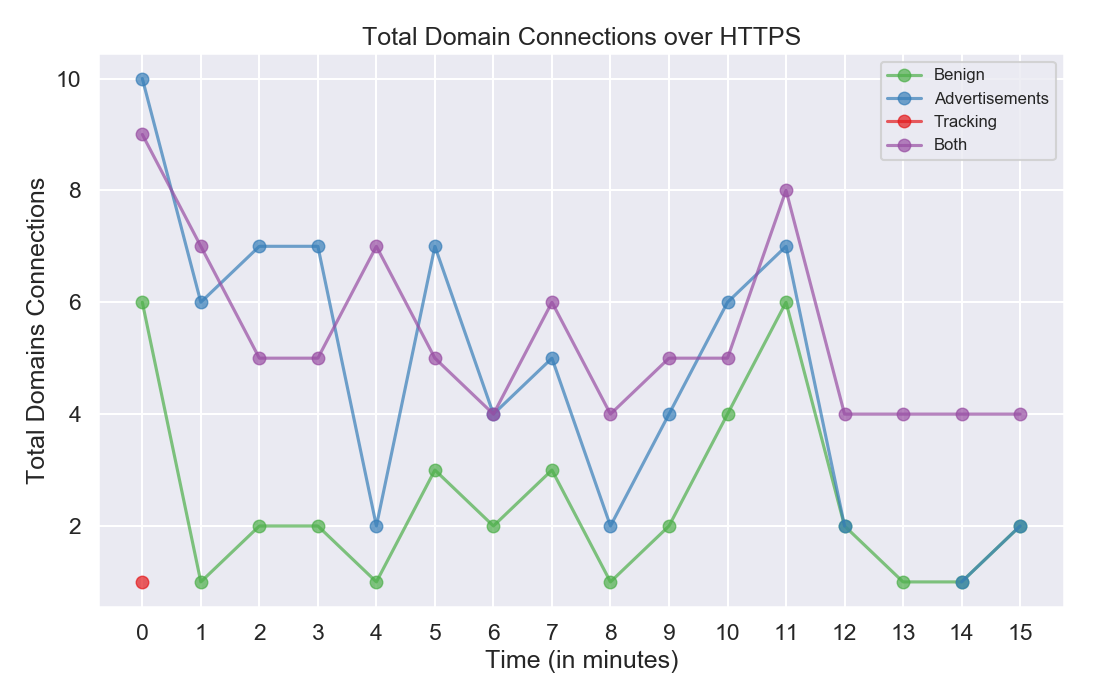 Total Domain Connections over HTTPS
Benign
Advertisements
Tracking
Both
Total Domains Connections
10
8
6
4
2
0 1 2 3 4 5 6 7 8 9 10 11 12 13 14 15
Time (in minutes)